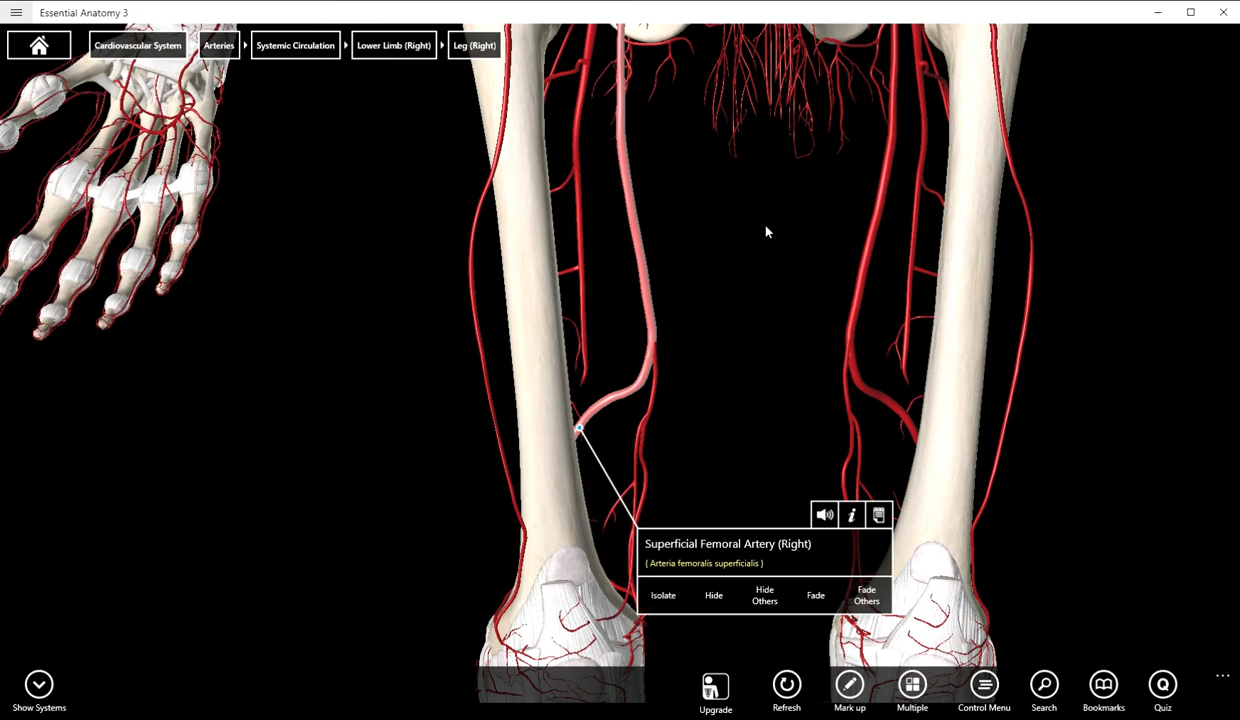 Essential Anatomy 3
Cardiovascular System
Arteries
Systemic Circulation
Lower Limb (Right)
Leg (Right)
Superficial Femoral Artery (Right)
{ Arteria femoralis superficialis }
Isolate
Hide
Hide
Others
Fade
Fade
Others
Show Systems
Upgrade
Refresh
Mark up
Multiple
Control Menu
Search
Bookmarks
Q
Quiz